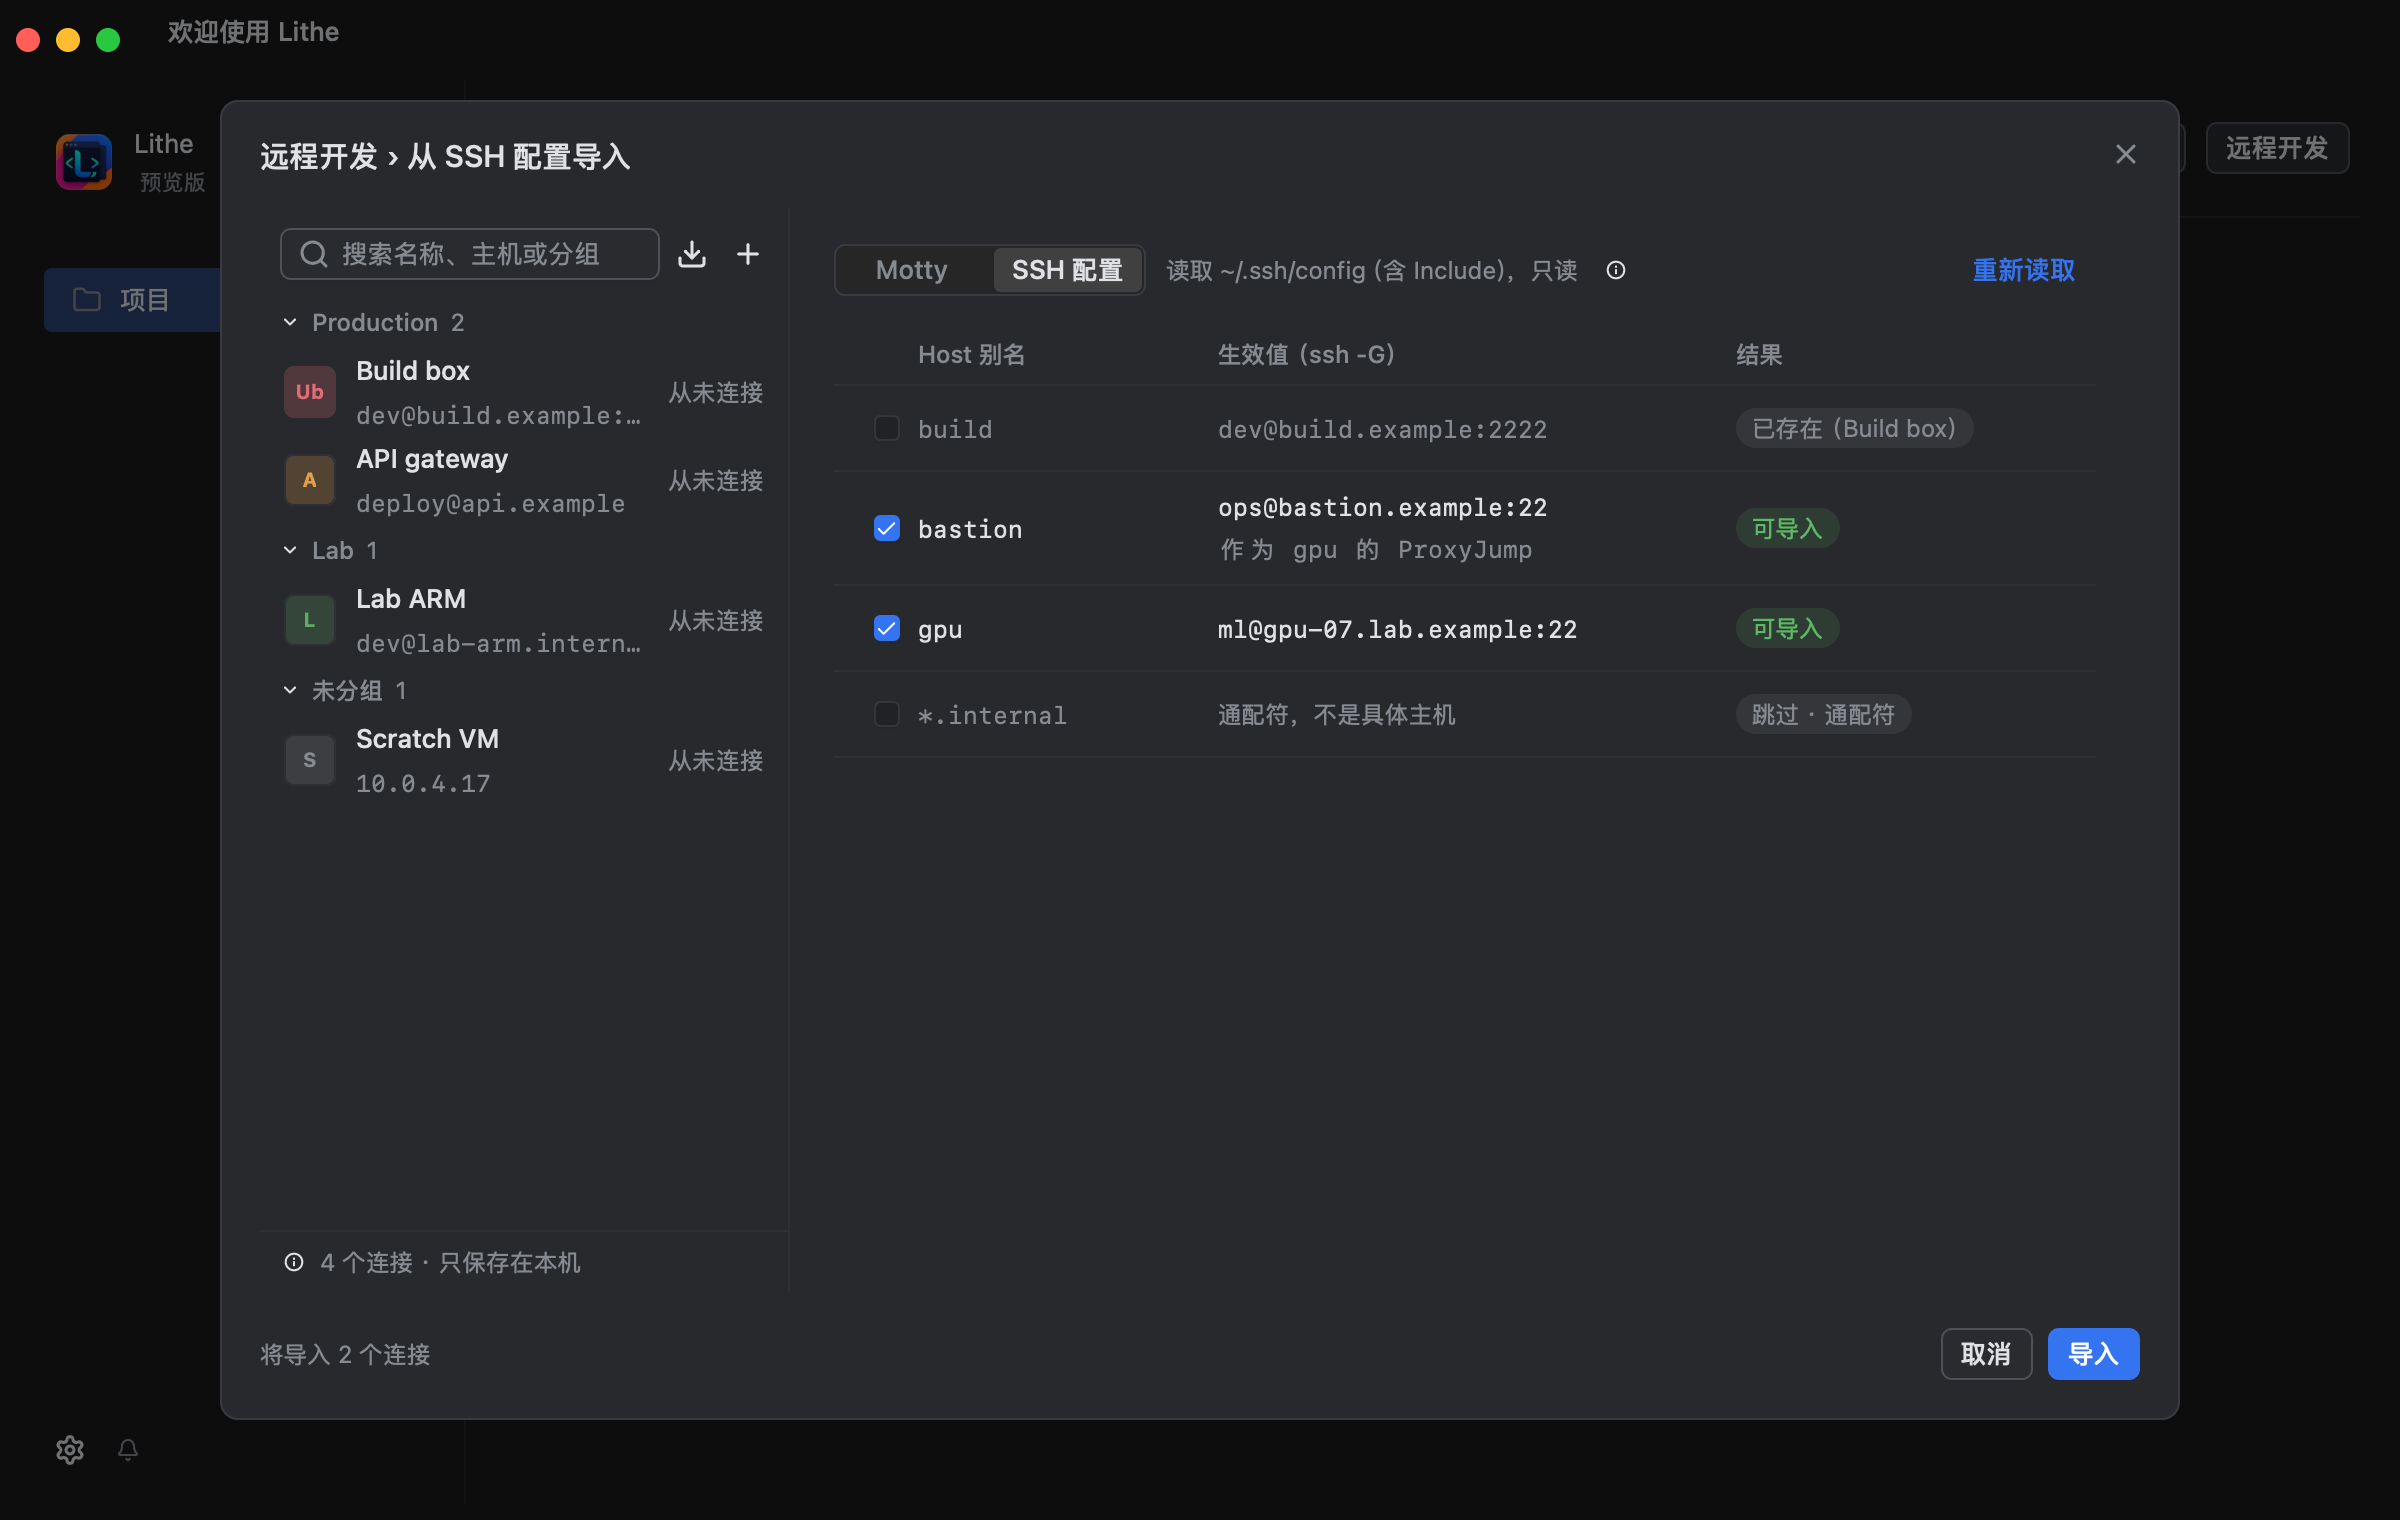 欢迎使用 Lithe
Lithe
预览版
项目
远程开发
远程开发 › 从 SSH 配置导入
搜索名称、主机或分组
Production 2
Ub
Build box
dev@build.example:…
从未连接
A
API gateway
deploy@api.example
从未连接
Lab 1
L
Lab ARM
dev@lab-arm.intern…
从未连接
未分组 1
S
Scratch VM
10.0.4.17
从未连接
4 个连接 · 只保存在本机
Motty
SSH 配置
读取 ~/.ssh/config (含 Include)，只读
重新读取
Host 别名
生效值（ssh -G）
结果
build
dev@build.example:2222
已存在（Build box）
bastion
ops@bastion.example:22
作为 gpu 的 ProxyJump
可导入
gpu
ml@gpu-07.lab.example:22
可导入
*.internal
通配符，不是具体主机
跳过 · 通配符
将导入 2 个连接
取消
导入